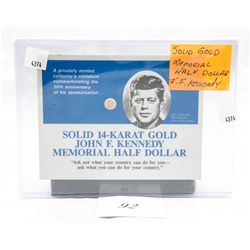 4374
SOLID GOLD
MEMORIAL
HALF DOLLAR
J.F. Kennedy
4374
A privately minted
collector's miniature
commemorating the
20th anniversary
of his assassination...
SOLID 14-KARAT GOLD
JOHN F. KENNEDY
MEMORIAL HALF DOLLAR
"Ask not what your country can do for you—
ask what you can do for your country."